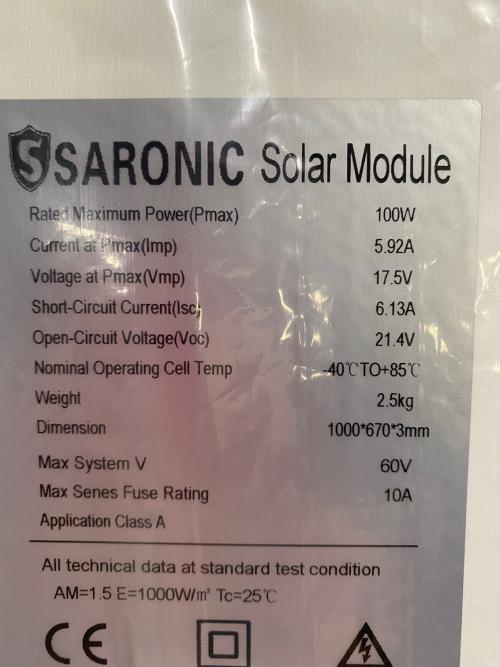 SSARONIC Solar Module
Rated Maximum Power(Pmax) 100W
Current at Pmax(Imp) 5.92A
Voltage at Pmax(Vmp) 17.5V
Short-Circuit Current(Isc) 6.13A
Open-Circuit Voltage(Voc) 21.4V
Nominal Operating Cell Temp -40℃TO+85℃
Weight 2.5kg
Dimension 1000*670*3mm
Max System V 60V
Max Senes Fuse Rating 10A
Application Class A
All technical data at standard test condition
AM=1.5 E=1000W/m² Tc=25℃
CE